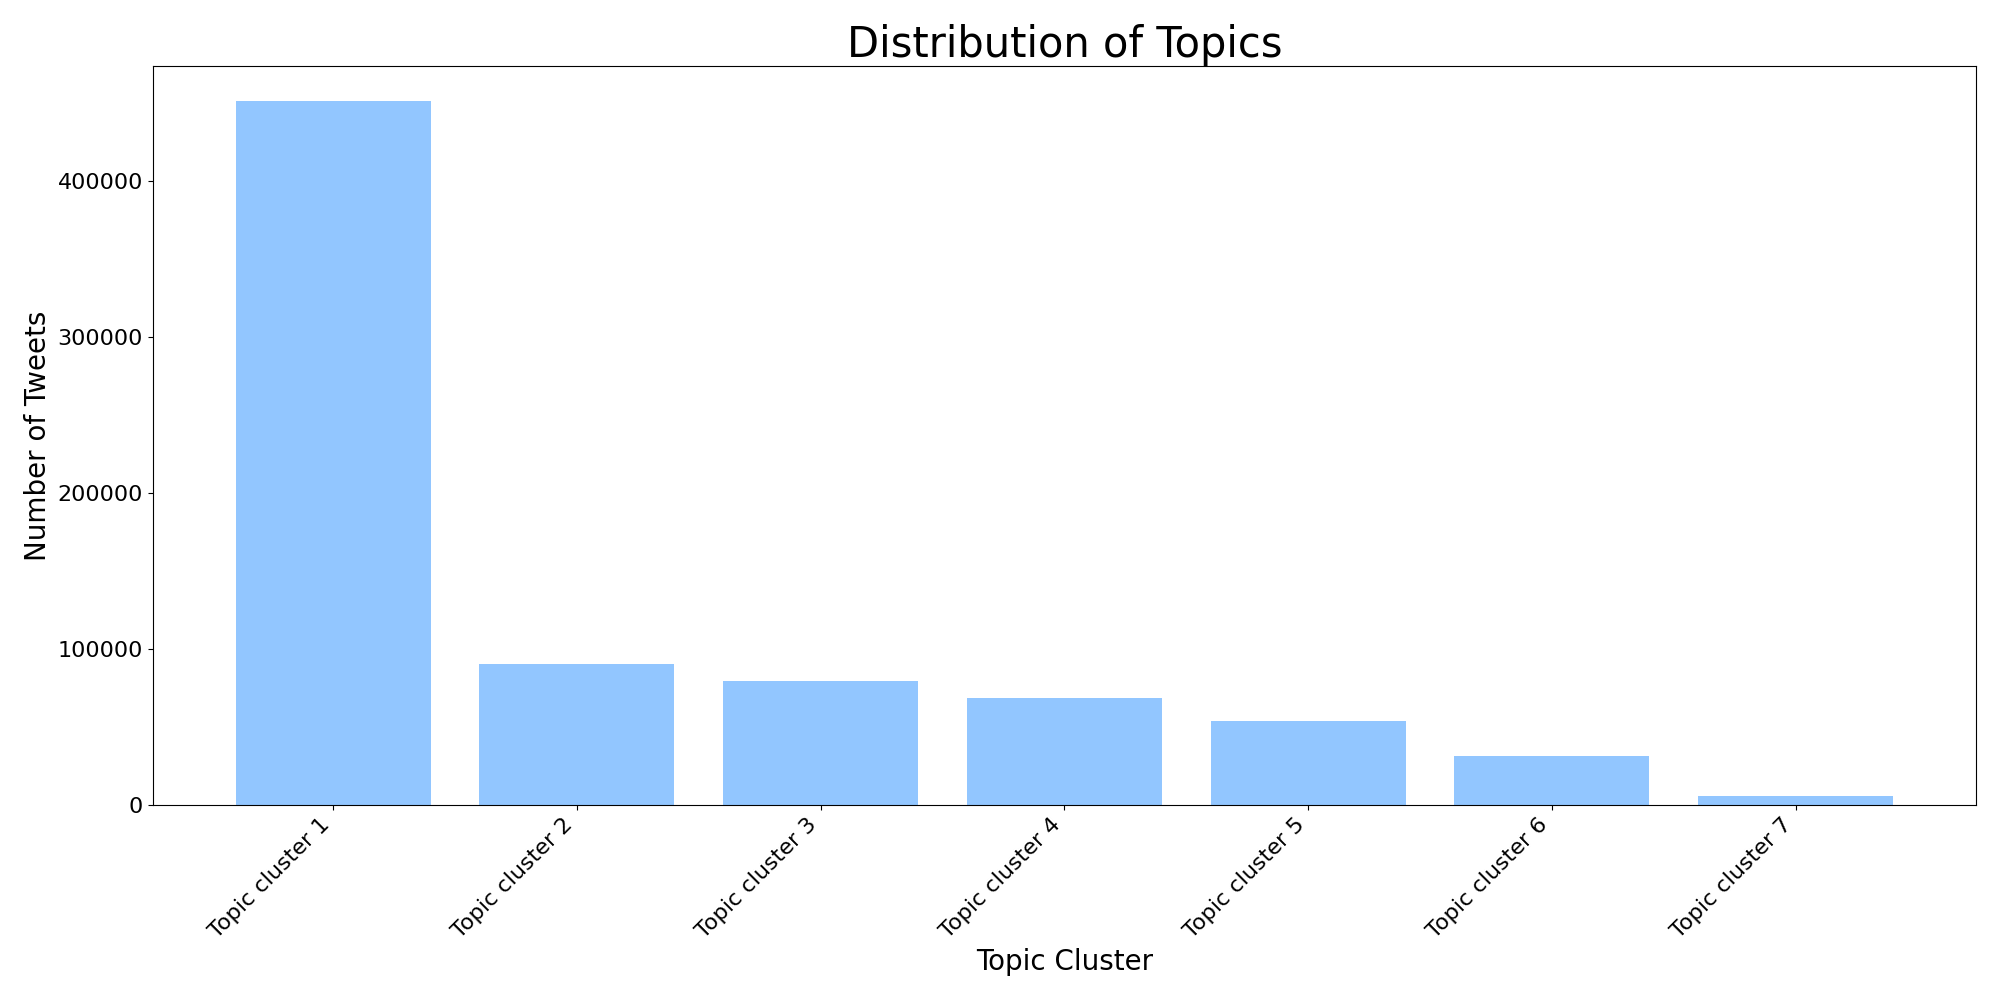 Distribution of Topics
Number of Tweets
400000
300000
200000
100000
0
Topic cluster 1
Topic cluster 2
Topic cluster 3
Topic cluster 4
Topic cluster 5
Topic cluster 6
Topic cluster 7
Topic Cluster